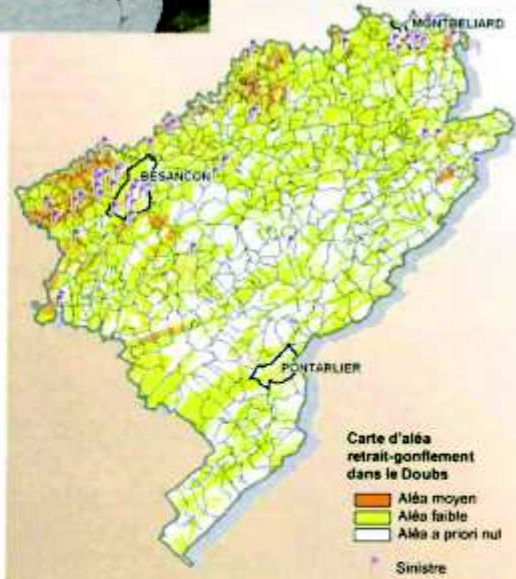 MONTBELIARD
BESANCON
PONTARLIER
Carte d'aléa
retrait-gonflement
dans le Doubs
Aléa moyen
Aléa faible
Aléa a priori nul
Sinistre